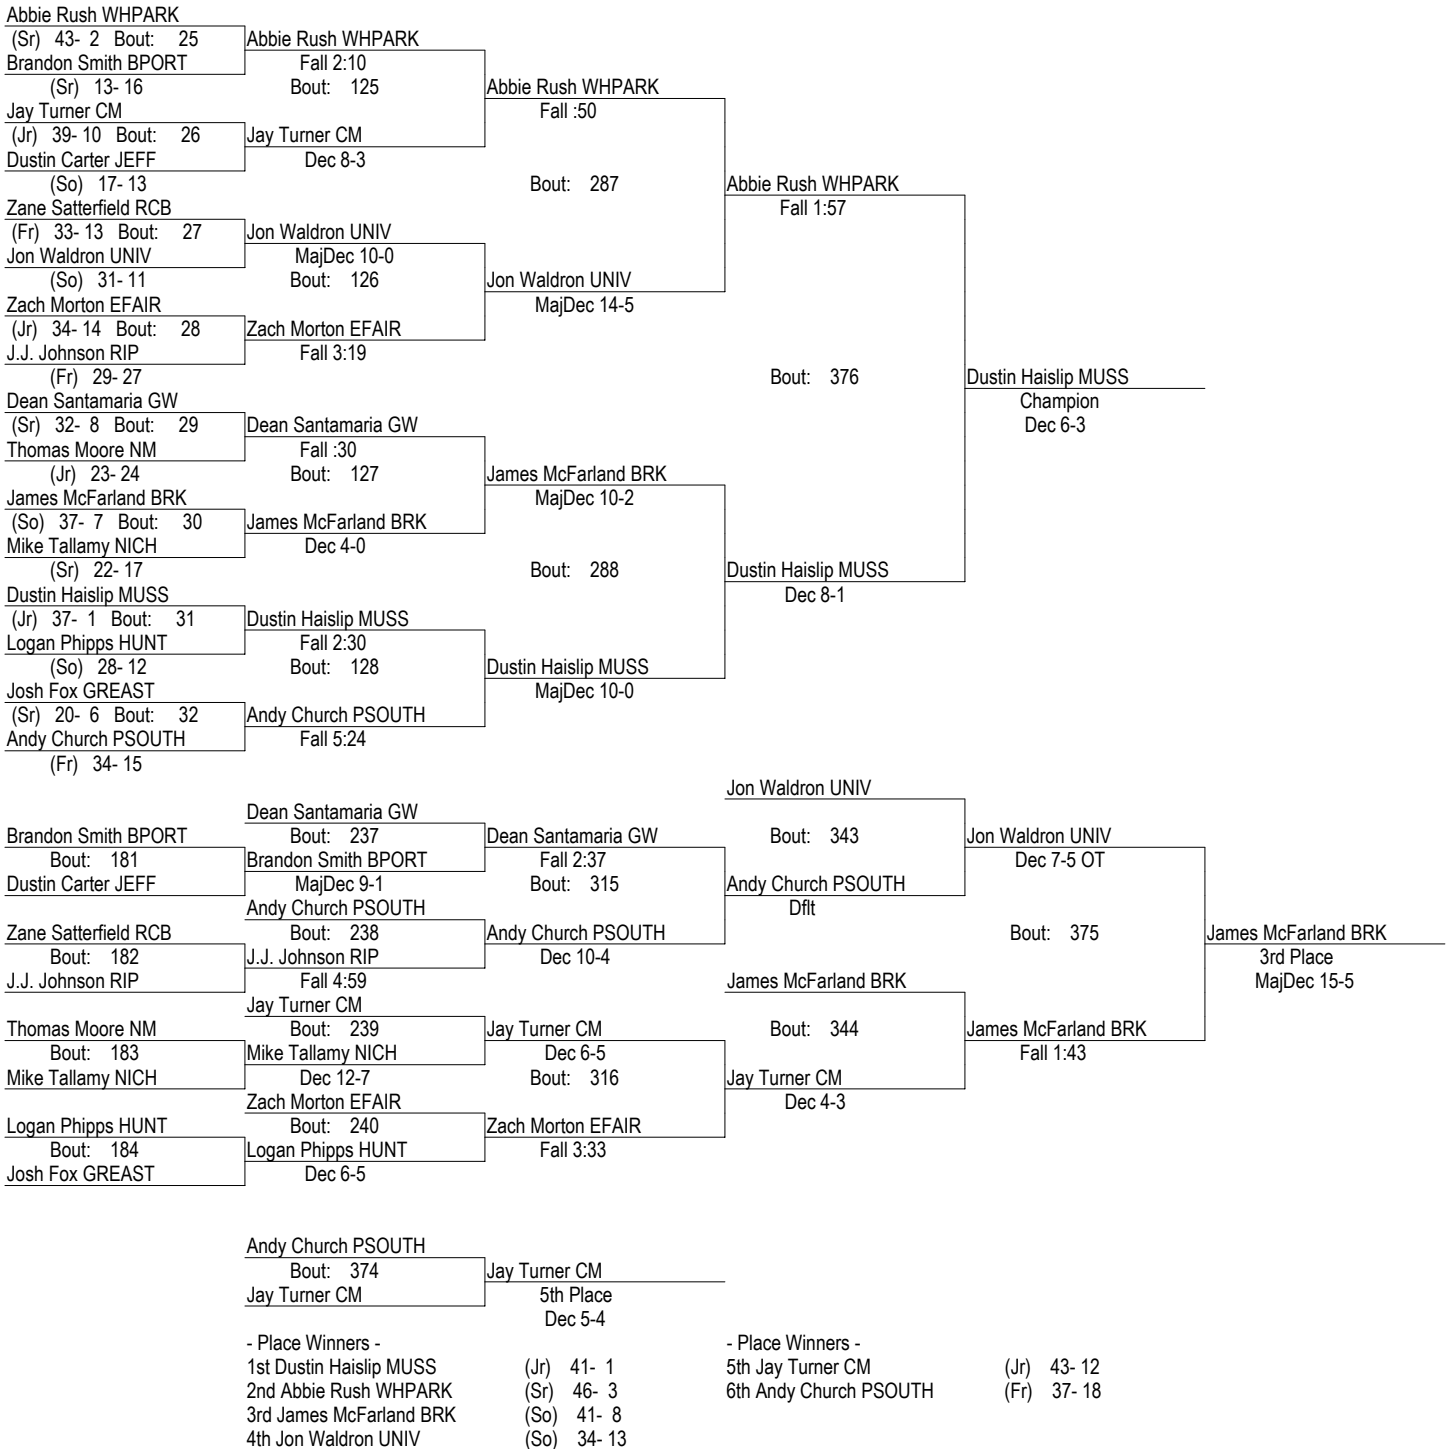 Abbie Rush WHPARK
(Sr) 43- 2 Bout: 25 Abbie Rush WHPARK
Brandon Smith BPORT Fall 2:10
(Sr) 13- 16 Bout: 125 Abbie Rush WHPARK
Jay Turner CM Fall :50
(Jr) 39- 10 Bout: 26 Jay Turner CM
Dustin Carter JEFF Dec 8-3
(So) 17- 13 Bout: 287 Abbie Rush WHPARK
Zane Satterfield RCB Fall 1:57
(Fr) 33- 13 Bout: 27 Jon Waldron UNIV
Jon Waldron UNIV MajDec 10-0
(So) 31- 11 Bout: 126 Jon Waldron UNIV
Zach Morton EFAIR MajDec 14-5
(Jr) 34- 14 Bout: 28 Zach Morton EFAIR
J.J. Johnson RIP Fall 3:19
(Fr) 29- 27 Bout: 376 Dustin Haislip MUSS
Dean Santamaria GW Champion
(Sr) 32- 8 Bout: 29 Dean Santamaria GW Dec 6-3
Thomas Moore NM Fall :30
(Jr) 23- 24 Bout: 127 James McFarland BRK
James McFarland BRK MajDec 10-2
(So) 37- 7 Bout: 30 James McFarland BRK
Mike Tallamy NICH Dec 4-0
(Sr) 22- 17 Bout: 288 Dustin Haislip MUSS
Dustin Haislip MUSS Dec 8-1
(Jr) 37- 1 Bout: 31 Dustin Haislip MUSS
Logan Phipps HUNT Fall 2:30
(So) 28- 12 Bout: 128 Dustin Haislip MUSS
Josh Fox GREAST MajDec 10-0
(Sr) 20- 6 Bout: 32 Andy Church PSOUTH
Andy Church PSOUTH Fall 5:24
(Fr) 34- 15
Jon Waldron UNIV
Dean Santamaria GW
Brandon Smith BPORT Bout: 237 Dean Santamaria GW Bout: 343 Jon Waldron UNIV
Bout: 181 Brandon Smith BPORT Fall 2:37 Dec 7-5 OT
Dustin Carter JEFF MajDec 9-1 Bout: 315 Andy Church PSOUTH
Andy Church PSOUTH Dflt
Zane Satterfield RCB Bout: 238 Andy Church PSOUTH Bout: 375 James McFarland BRK
Bout: 182 J.J. Johnson RIP Dec 10-4 3rd Place
J.J. Johnson RIP Fall 4:59 James McFarland BRK MajDec 15-5
Jay Turner CM
Thomas Moore NM Bout: 239 Jay Turner CM Bout: 344 James McFarland BRK
Bout: 183 Mike Tallamy NICH Dec 6-5 Fall 1:43
Mike Tallamy NICH Dec 12-7 Bout: 316 Jay Turner CM
Zach Morton EFAIR Dec 4-3
Logan Phipps HUNT Bout: 240 Zach Morton EFAIR
Bout: 184 Logan Phipps HUNT Fall 3:33
Josh Fox GREAST Dec 6-5
Andy Church PSOUTH
Bout: 374 Jay Turner CM
Jay Turner CM 5th Place
Dec 5-4
- Place Winners - - Place Winners -
1st Dustin Haislip MUSS (Jr) 41- 1 5th Jay Turner CM (Jr) 43- 12
2nd Abbie Rush WHPARK (Sr) 46- 3 6th Andy Church PSOUTH (Fr) 37- 18
3rd James McFarland BRK (So) 41- 8
4th Jon Waldron UNIV (So) 34- 13